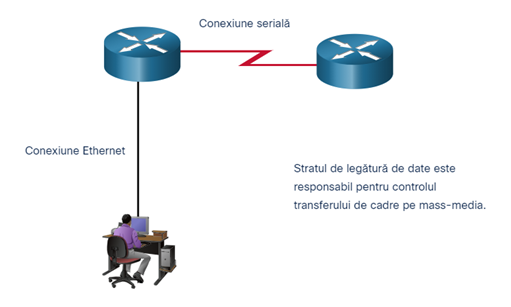 Conexiune serială
Conexiune Ethernet
Stratul de legătură de date este
responsabil pentru controlul
transferului de cadre pe mass-media.